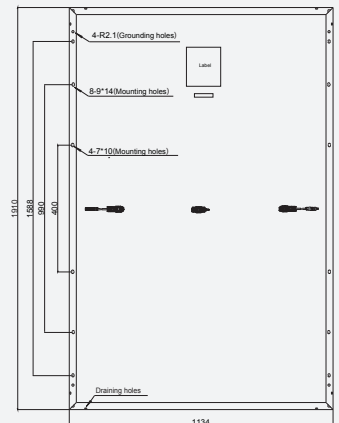 4-R2.1(Grounding holes)
Label
8-9*14(Mounting holes)
4-7*10(Mounting holes)
1910
1588
990
400
Draining holes
1134